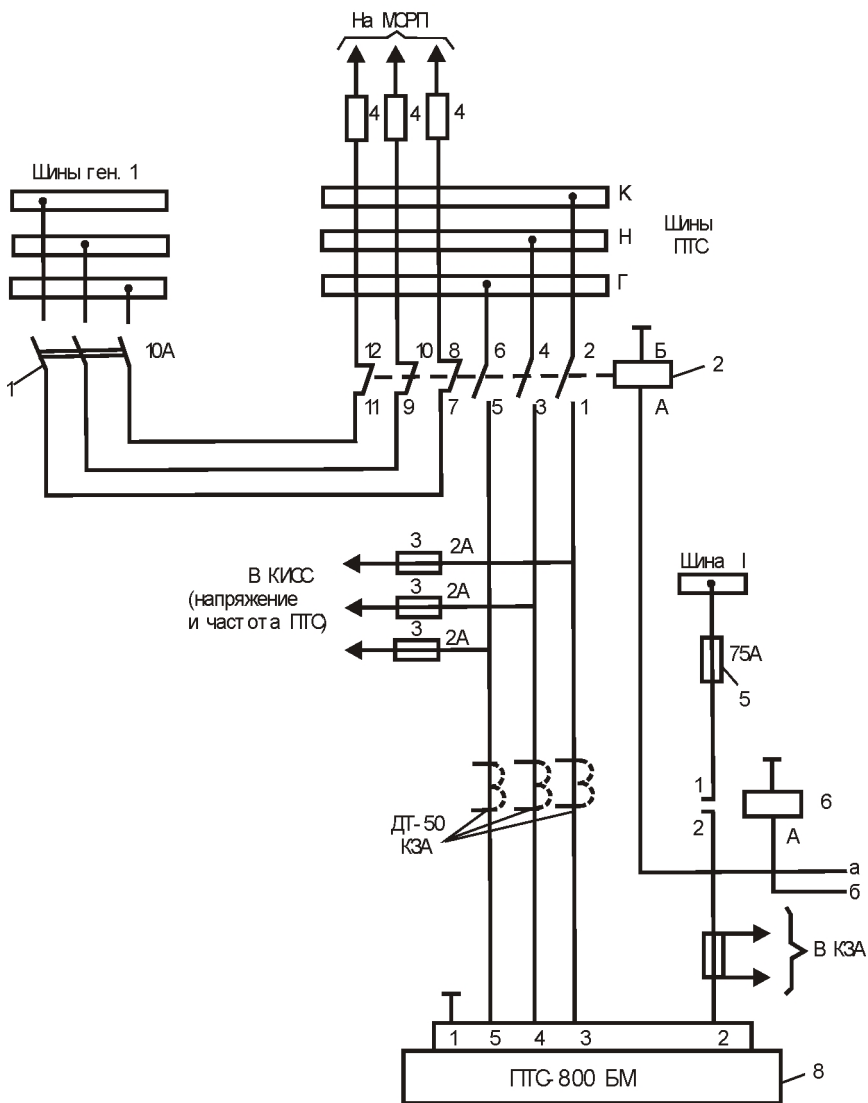 На МСРП
4 4 4
Шины ген. 1
К
Н
Г
Шины
ПТС
10А
1
12 10 8 6 4 2
11 9 7 5 3 1
Б
2
А
3 2А
3 2А
3 2А
В КИСС
(напряжение
и частота ПТС)
Шина I
75А
5
1
2
6
А
ДТ-50
КЗА
а
б
В КЗА
1 5 4 3 2
ПТС-800 БМ
8